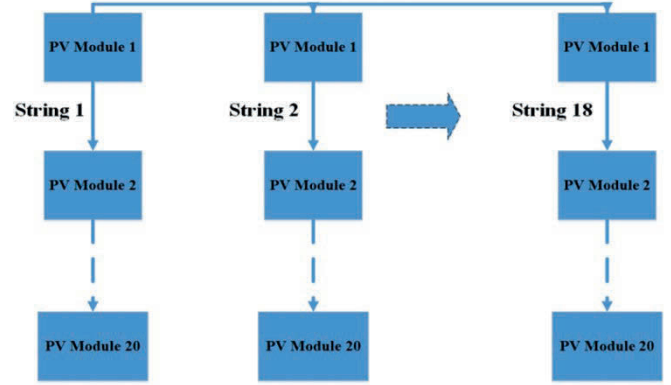 PV Module 1
PV Module 1
PV Module 1
String 1
String 2
String 18
PV Module 2
PV Module 2
PV Module 2
PV Module 20
PV Module 20
PV Module 20